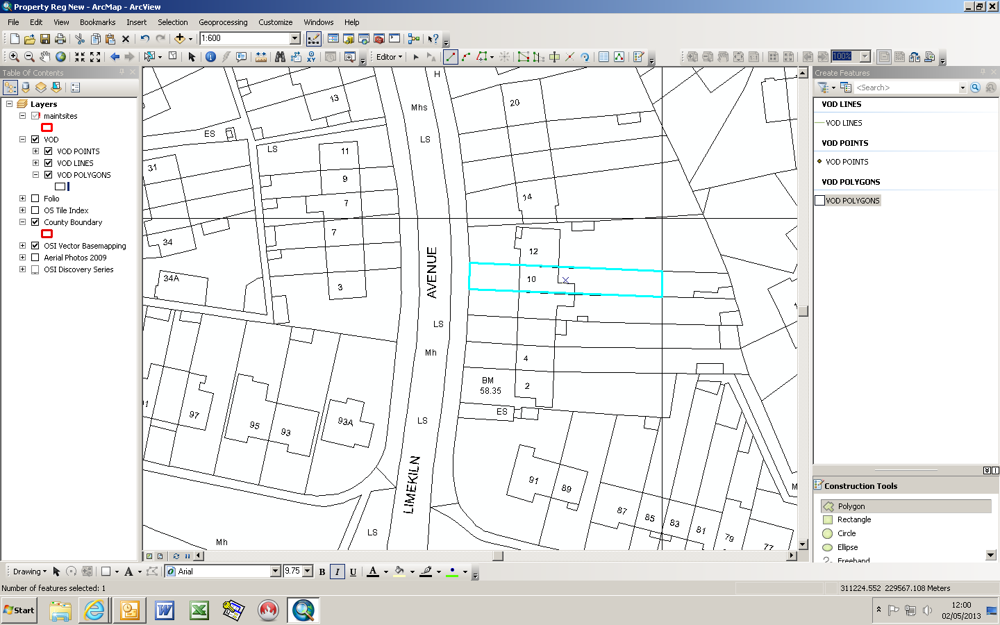 Property Reg New - ArcMap - ArcView
File Edit View Bookmarks Insert Selection Geoprocessing Customize Windows Help
1:600
Editor
100%
Table Of Contents
Layers
maintsites
VOD
VOD POINTS
VOD LINES
VOD POLYGONS
Folio
OS Tile Index
County Boundary
OSI Vector Basemapping
Aerial Photos 2009
OSI Discovery Series
H
13
Mhs
20
ES
LS
LS
11
31
9
7
14
7
34
12
AVENUE
34A
10
3
LS
Mh
4
BM
58.35
2
ES
97
95
93
93A
LS
LIMEKILN
91
89
87
85
83
81
79
77
M
LS
Mh
Create Features
<Search>
VOD LINES
VOD LINES
VOD POINTS
VOD POINTS
VOD POLYGONS
VOD POLYGONS
Construction Tools
Polygon
Rectangle
Circle
Ellipse
Freehand
Drawing
Arial
9.75
B I U A
Number of features selected: 1
311224.552 229567.108 Meters
Start
12:00
02/05/2013